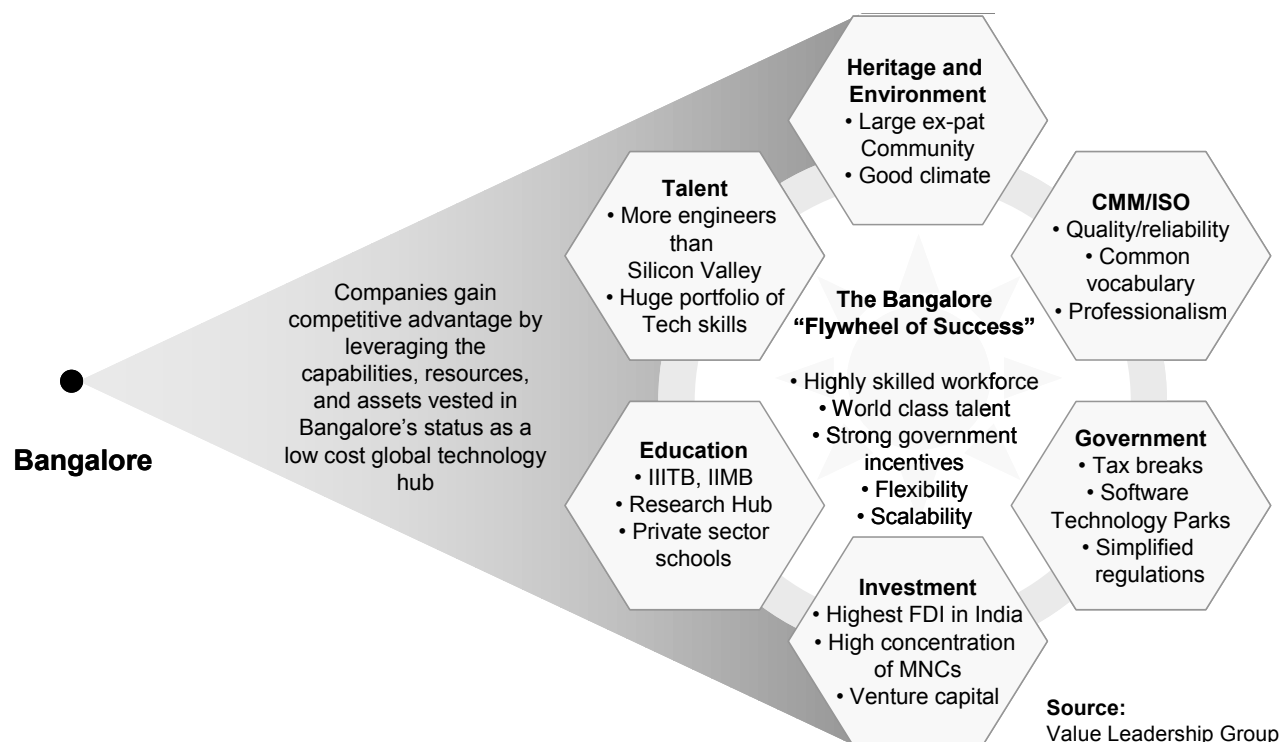 Heritage and
Environment
• Large ex-pat
Community
• Good climate
Talent
• More engineers
than
Silicon Valley
• Huge portfolio of
Tech skills
CMM/ISO
• Quality/reliability
• Common
vocabulary
• Professionalism
The Bangalore
“Flywheel of Success”
• Highly skilled workforce
• World class talent
• Strong government
incentives
• Flexibility
• Scalability
Companies gain
competitive advantage by
leveraging the
capabilities, resources,
and assets vested in
Bangalore’s status as a
low cost global technology
hub
Bangalore
Education
• IIITB, IIMB
• Research Hub
• Private sector
schools
Government
• Tax breaks
• Software
Technology Parks
• Simplified
regulations
Investment
• Highest FDI in India
• High concentration
of MNCs
• Venture capital
Source:
Value Leadership Group